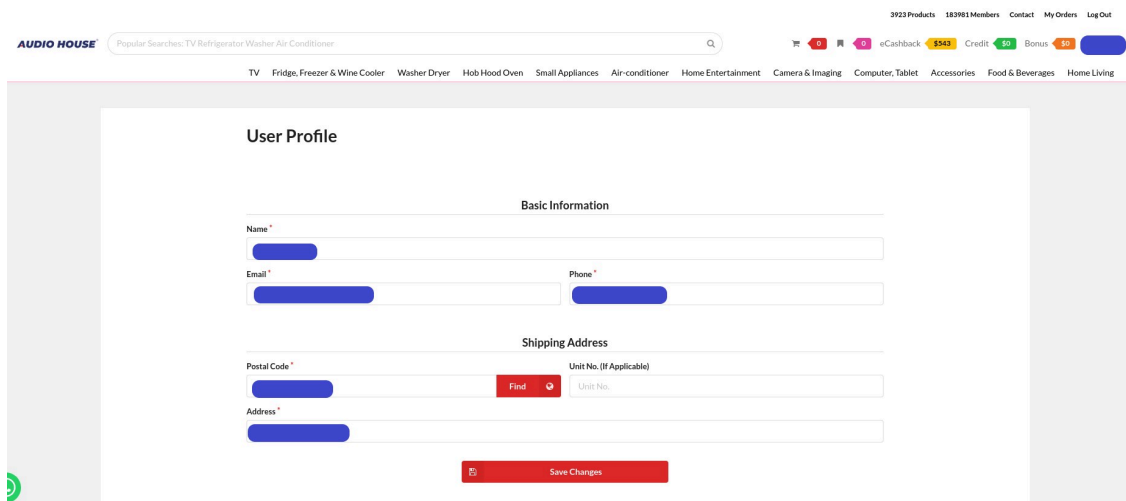 3923 Products 183981 Members Contact My Orders Log Out
AUDIO HOUSE Popular Searches: TV Refrigerator Washer Air Conditioner 0 0 eCashback $543 Credit $0 Bonus $0
TV Fridge, Freezer & Wine Cooler Washer Dryer Hob Hood Oven Small Appliances Air-conditioner Home Entertainment Camera & Imaging Computer, Tablet Accessories Food & Beverages Home Living
User Profile
Basic Information
Name *
Email * Phone *
Shipping Address
Postal Code * Unit No. (If Applicable)
Find Unit No.
Address *
Save Changes